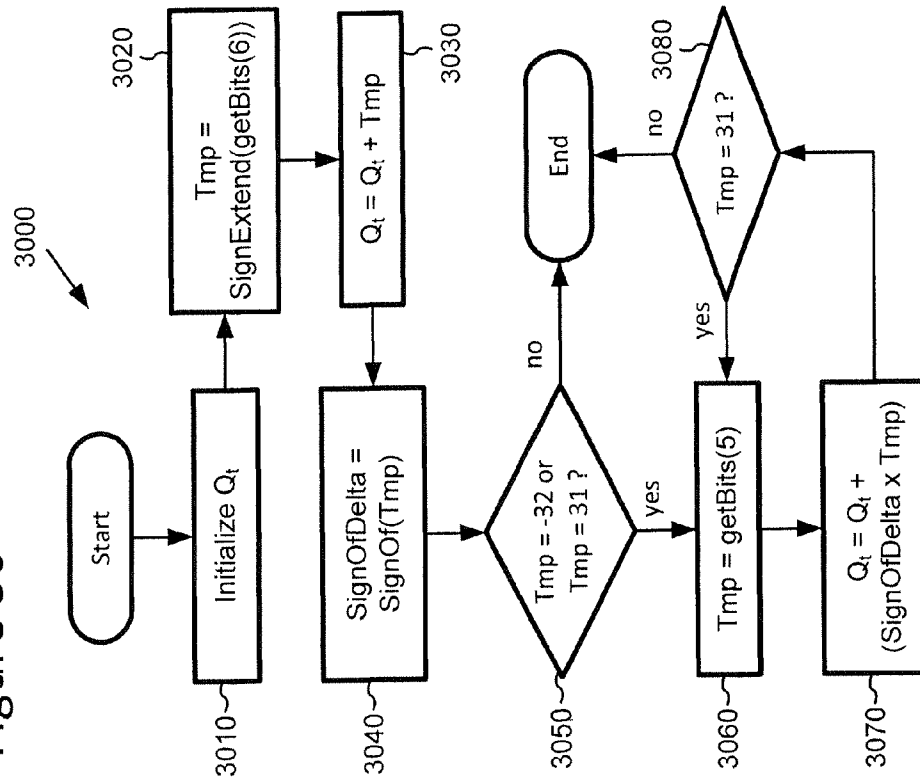 3000
Start
3010
Initialize Qt
3020
Tmp =
SignExtend(getBits(6))
3030
Qt = Qt + Tmp
3040
SignOfDelta =
SignOf(Tmp)
3050
Tmp = -32 or
Tmp = 31 ?
no
yes
End
3060
Tmp = getBits(5)
3070
Qt = Qt +
(SignOfDelta x Tmp)
3080
Tmp = 31 ?
yes
no